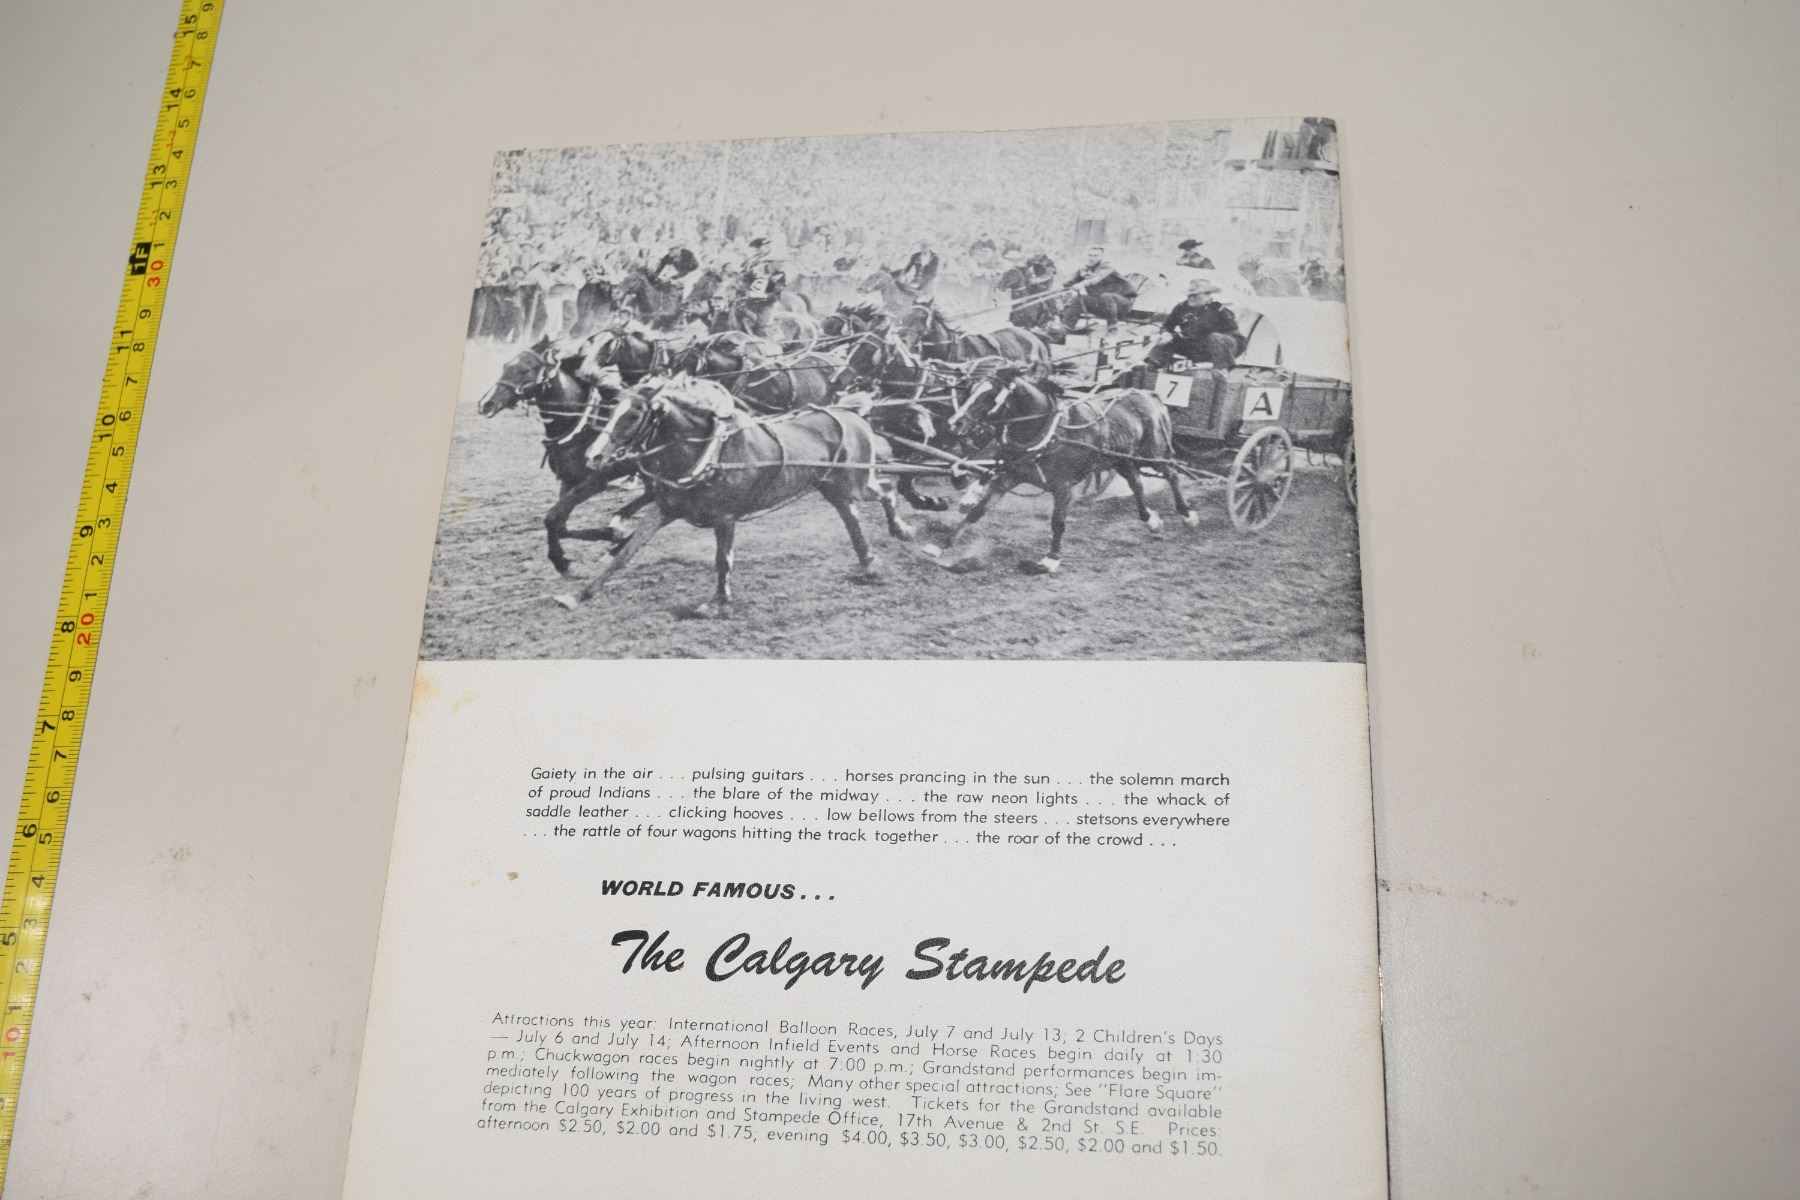 7
A
Gaiety in the air . . . pulsing guitars . . . horses prancing in the sun . . . the solemn march
of proud Indians . . . the blare of the midway . . . the raw neon lights . . . the whack of
saddle leather . . . clicking hooves . . . low bellows from the steers . . . stetsons everywhere
. . . the rattle of four wagons hitting the track together . . . the roar of the crowd . . .
WORLD FAMOUS . . .
The Calgary Stampede
Attractions this year: International Balloon Races, July 7 and July 13; 2 Children's Days
— July 6 and July 14; Afternoon Infield Events and Horse Races begin daily at 1:30
p.m.; Chuckwagon races begin nightly at 7:00 p.m.; Grandstand performances begin im-
mediately following the wagon races; Many other special attractions; See "Flare Square"
depicting 100 years of progress in the living west. Tickets for the Grandstand available
from the Calgary Exhibition and Stampede Office, 17th Avenue & 2nd St. S.E. Prices:
afternoon $2.50, $2.00 and $1.75; evening $4.00, $3.50, $3.00, $2.50, $2.00 and $1.50.